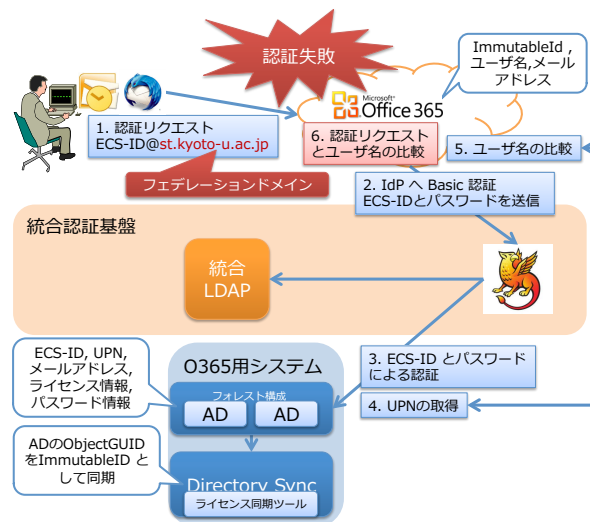 認証失敗
ImmutableId ,
ユーザ名,メール
アドレス
Microsoft
Office 365
1. 認証リクエスト
ECS-ID@st.kyoto-u.ac.jp
6. 認証リクエスト
とユーザ名の比較
5. ユーザ名の比較
フェデレーションドメイン
2. IdP へ Basic 認証
ECS-IDとパスワードを送信
統合認証基盤
統合
LDAP
ECS-ID, UPN,
メールアドレス,
ライセンス情報,
パスワード情報
O365用システム
3. ECS-ID とパスワード
による認証
フォレスト構成
AD
AD
4. UPNの取得
ADのObjectGUID
をImmutableID と
して同期
Directory Sync
ライセンス同期ツール